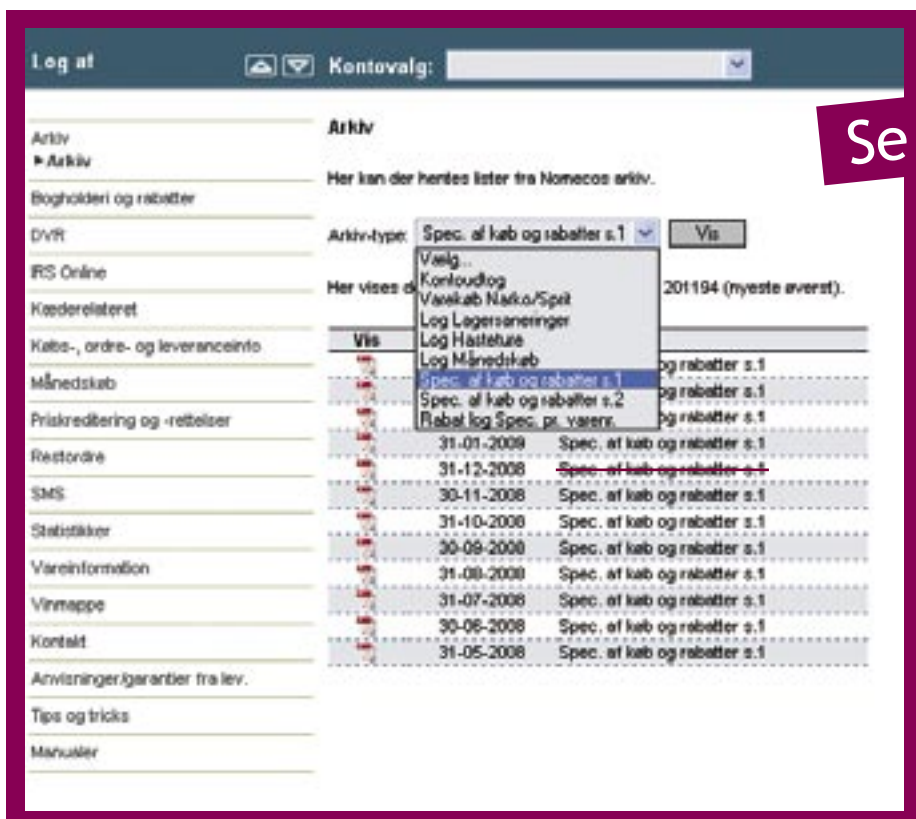 Log af
Kontovalg:
Se
Arkiv
Arkiv
Bogholderi og rabatter
DVR
IRS Online
Kæderelateret
Købs-, ordre- og leveranceinfo
Månedskøb
Priskreditering og -rettelser
Restordre
SMS
Statistikker
Vareinformation
Vinmappe
Kontakt
Anvisninger/garantier fra lev.
Tips og tricks
Manualer
Arkiv
Her kan der hentes lister fra Nomecos arkiv.
Arkiv-type: Spec. af køb og rabatter s.1 Vis
Vælg...
Kontoudtog
Varekøb Narko/Sprit
Log Lagersaneringer
Log Hasteture
Log Månedskøb
Spec. af køb og rabatter s.1
Spec. af køb og rabatter s.2
Rabat log Spec. pr. varenr.
Her vises d 201194 (nyeste øverst).
Vis
og rabatter s.1
og rabatter s.1
og rabatter s.1
31-01-2009 Spec. af køb og rabatter s.1
31-12-2008 Spec. af køb og rabatter s.1
30-11-2008 Spec. af køb og rabatter s.1
31-10-2008 Spec. af køb og rabatter s.1
30-09-2008 Spec. af køb og rabatter s.1
31-08-2008 Spec. af køb og rabatter s.1
31-07-2008 Spec. af køb og rabatter s.1
30-06-2008 Spec. af køb og rabatter s.1
31-05-2008 Spec. af køb og rabatter s.1